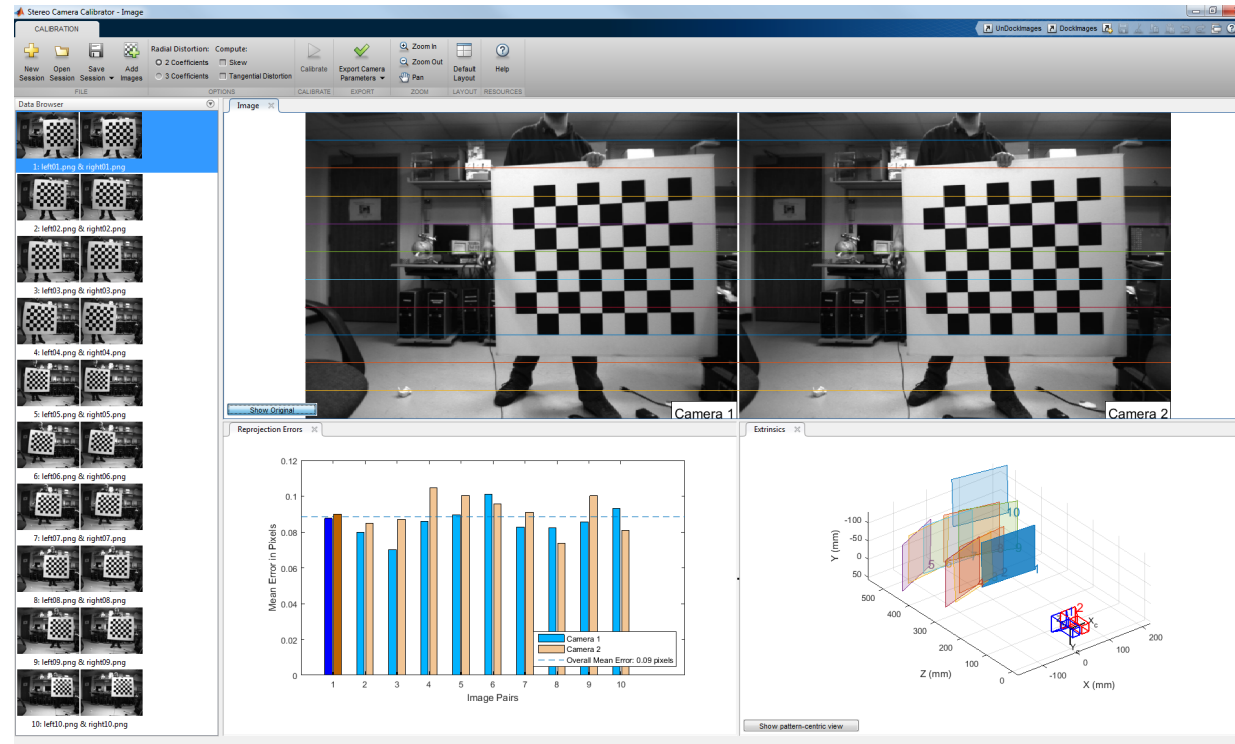 Stereo Camera Calibrator - Image
CALIBRATION
UnDockImages
DockImages
New Session
Open Session
Save Session
Add Images
FILE
Radial Distortion:
2 Coefficients
3 Coefficients
Compute:
Skew
Tangential Distortion
OPTIONS
Calibrate
CALIBRATE
Export Camera Parameters
EXPORT
Zoom In
Zoom Out
Pan
ZOOM
Default Layout
LAYOUT
Help
RESOURCES
Data Browser
1: left01.png & right01.png
2: left02.png & right02.png
3: left03.png & right03.png
4: left04.png & right04.png
5: left05.png & right05.png
6: left06.png & right06.png
7: left07.png & right07.png
8: left08.png & right08.png
9: left09.png & right09.png
10: left10.png & right10.png
Image
Show Original
Camera 1
Camera 2
Reprojection Errors
0.12
0.1
0.08
0.06
0.04
0.02
0
Mean Error in Pixels
1 2 3 4 5 6 7 8 9 10
Image Pairs
Camera 1
Camera 2
Overall Mean Error: 0.09 pixels
Extrinsics
-100
-50
0
50
Y (mm)
500
400
300
200
100
0
Z (mm)
-100
0
100
200
X (mm)
10
9
5
1
2
Xc
Show pattern-centric view